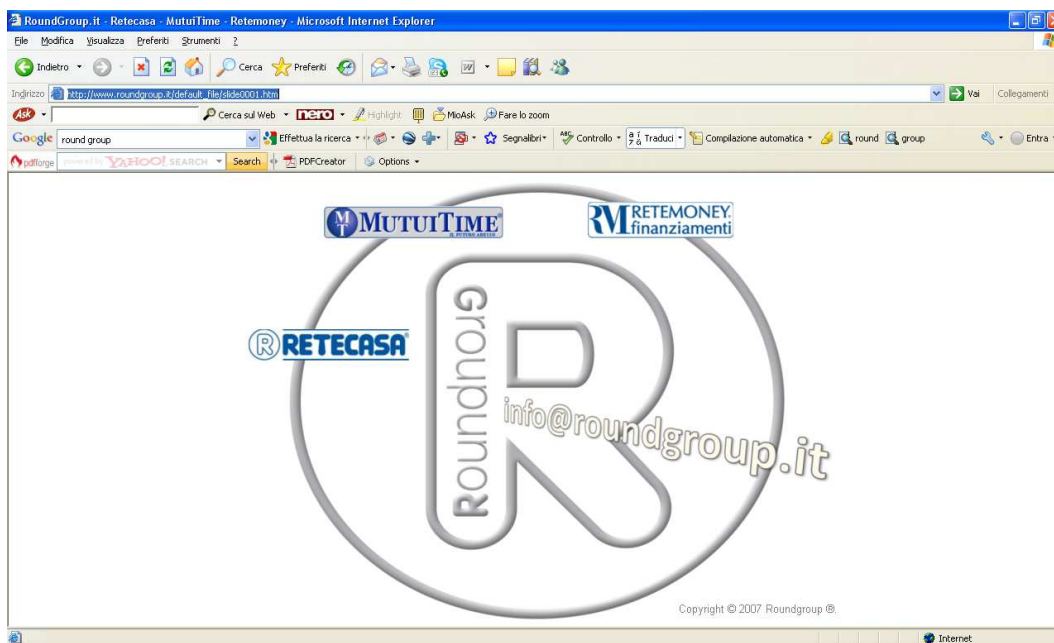 RoundGroup.it - Retecasa - MutuiTime - Retemoney - Microsoft Internet Explorer
File Modifica Visualizza Preferiti Strumenti ?
Indietro Cerca Preferiti
Indirizzo http://www.roundgroup.it/default_file/slide0001.htm Vai Collegamenti
Ask Cerca sul Web nero Highlight MioAsk Fare lo zoom
Google round group Effettua la ricerca Segnalibri Controllo Traduci Compilazione automatica round group Entra
pdfforge powered by YAHOO! SEARCH Search PDFCreator Options
MT MUTUITIME
RM RETEMONEY.
finanziamenti
R RETECASA
RoundGroup
info@roundgroup.it
Copyright © 2007 Roundgroup ®.
Internet